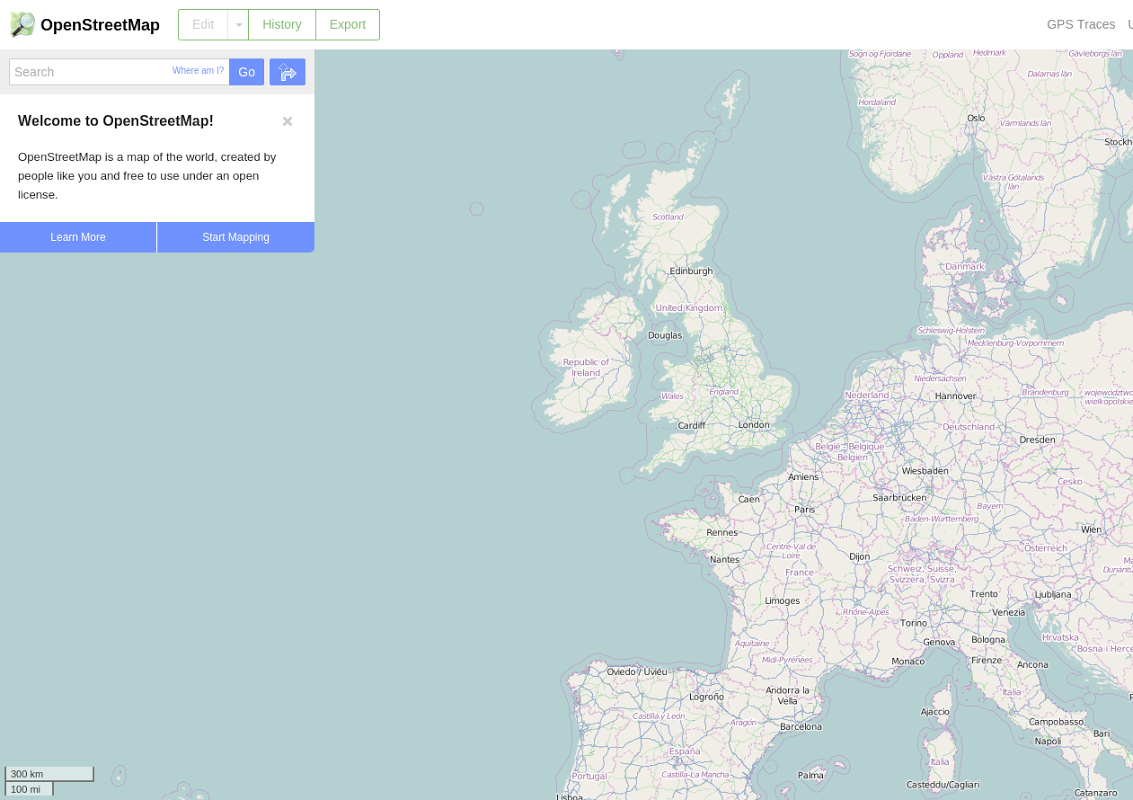 OpenStreetMap
Edit
History
Export
GPS Traces
Search
Where am I?
Go
Welcome to OpenStreetMap!
OpenStreetMap is a map of the world, created by
people like you and free to use under an open
license.
Learn More
Start Mapping
Sogn og Fjordane
Oppland
Hedmark
Gävleborgs län
Dalarnas län
Hordaland
Oslo
Värmlands län
Västra Götalands
län
Scotland
Edinburgh
Danmark
United Kingdom
Douglas
Schleswig-Holstein
Mecklenburg-Vorpommern
Republic of
Ireland
Niedersachsen
Wales
England
Nederland
Hannover
Brandenburg
województwo
wielkopolskie
Cardiff
London
Deutschland
Dresden
België - Belgique
Belgien
Amiens
Wiesbaden
Česko
Caen
Saarbrücken
Paris
Bayern
Baden-Württemberg
Rennes
Wien
Centre-Val de
Loire
Nantes
Dijon
Österreich
France
Schweiz, Suisse,
Svizzera, Svizra
Limoges
Trento
Ljubljana
Rhône-Alpes
Venezia
Torino
Hrvatska
Aquitaine
Genova
Bologna
Midi-Pyrénées
Monaco
Firenze
Ancona
Oviedo / Uviéu
Logroño
Andorra la
Vella
Italia
Ajaccio
Castilla y León
Aragón
Barcelona
Campobasso
Napoli
Bari
España
Italia
Portugal
Castilla-La Mancha
Palma
Casteddu/Cagliari
Catanzaro
300 km
100 mi